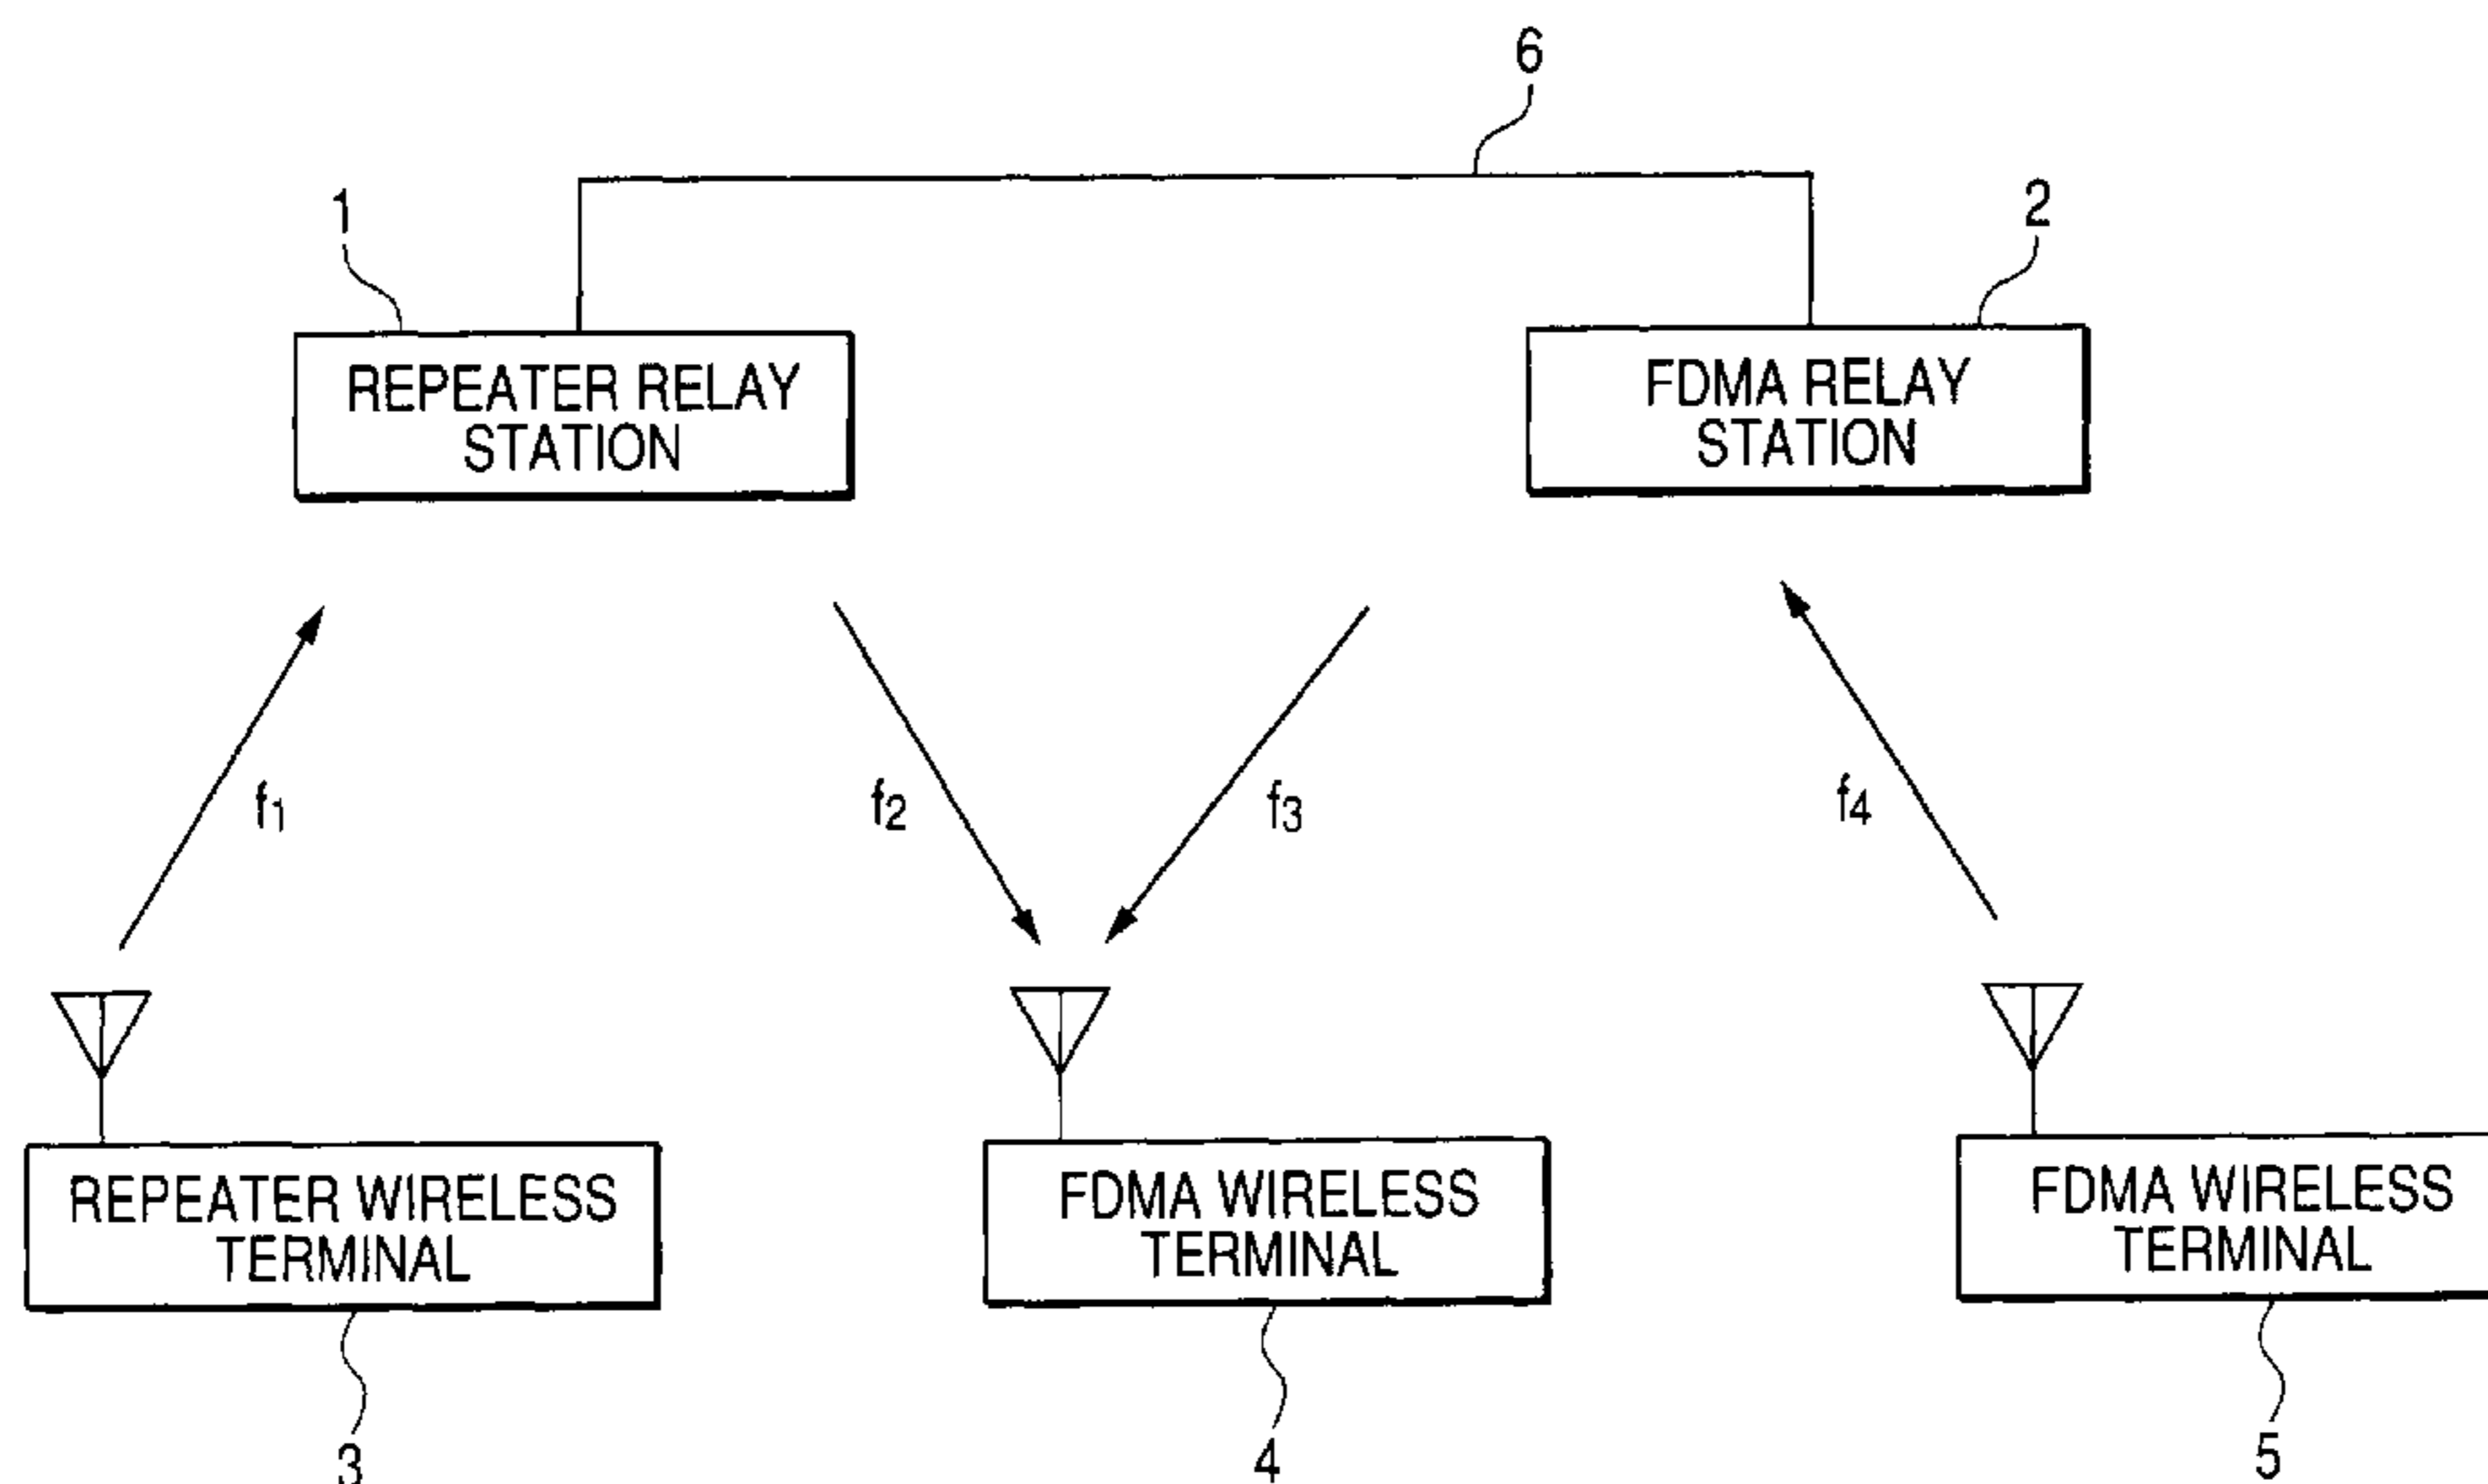 6
1
2
REPEATER RELAY
STATION
FDMA RELAY
STATION
f1
f2
f3
f4
REPEATER WIRELESS
TERMINAL
FDMA WIRELESS
TERMINAL
FDMA WIRELESS
TERMINAL
3
4
5